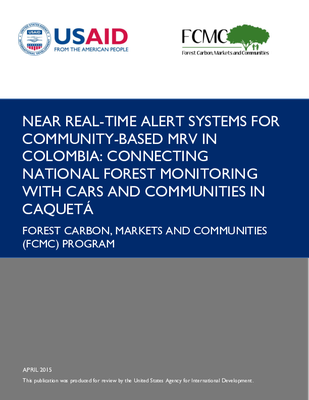 USAID
FROM THE AMERICAN PEOPLE
FCMC
Forest Carbon, Markets and Communities
NEAR REAL-TIME ALERT SYSTEMS FOR
COMMUNITY-BASED MRV IN
COLOMBIA: CONNECTING
NATIONAL FOREST MONITORING
WITH CARS AND COMMUNITIES IN
CAQUETÁ
FOREST CARBON, MARKETS AND COMMUNITIES
(FCMC) PROGRAM
APRIL 2015
This publication was produced for review by the United States Agency for International Development.